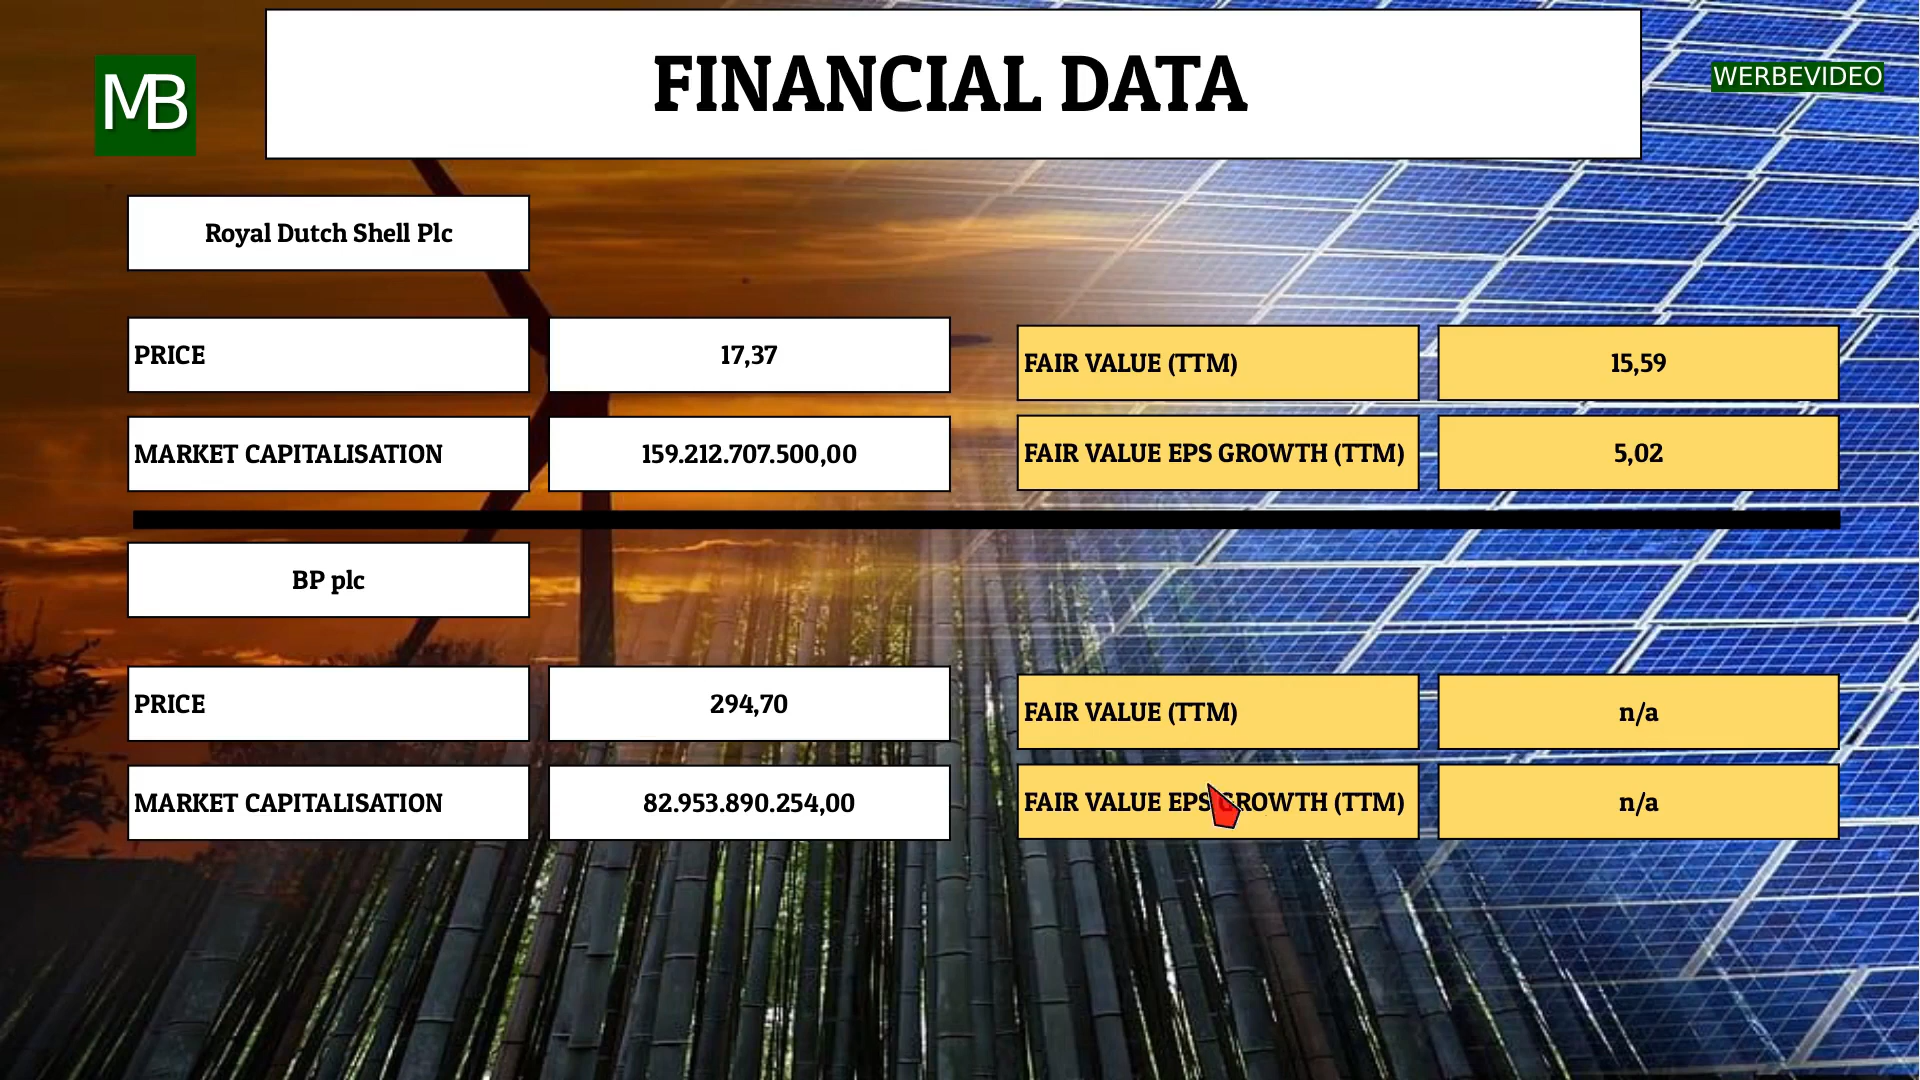 FINANCIAL DATA
MB
WERBEVIDEO
Royal Dutch Shell Plc
PRICE
17,37
FAIR VALUE (TTM)
15,59
MARKET CAPITALISATION
159.212.707.500,00
FAIR VALUE EPS GROWTH (TTM)
5,02
BP plc
PRICE
294,70
FAIR VALUE (TTM)
n/a
MARKET CAPITALISATION
82.953.890.254,00
FAIR VALUE EPS GROWTH (TTM)
n/a